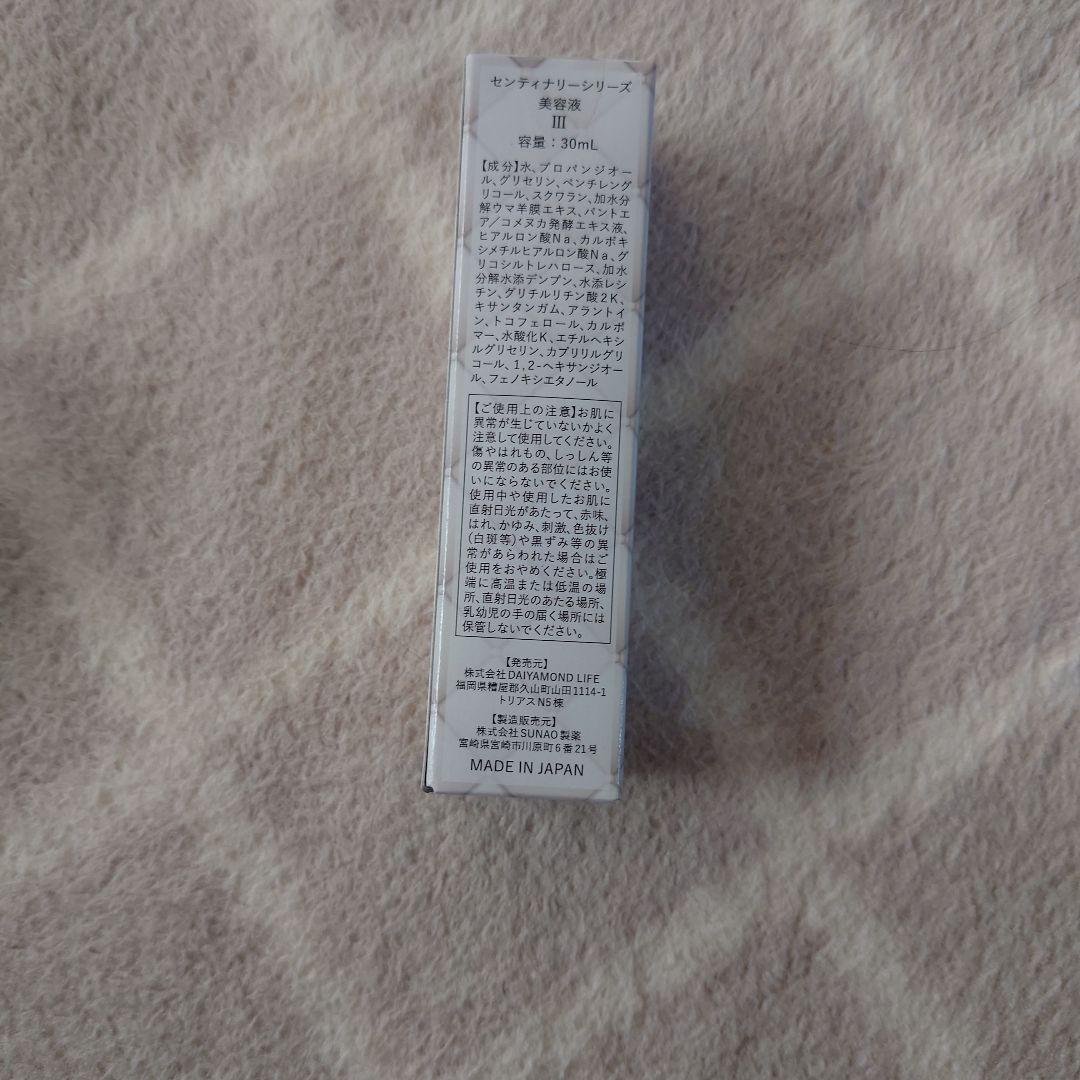 センティナリーシリーズ
美容液
III
容量：30mL
【成分】水、プロパンジオー
ル、グリセリン、ペンチレング
リコール、スクワラン、加水分
解ウマ羊膜エキス、パントエ
ア／コメヌカ発酵エキス液、
ヒアルロン酸Na、カルボキ
シメチルヒアルロン酸Na、グ
リコシルトレハロース、加水
分解水添デンプン、水添レシ
チン、グリチルリチン酸2K、
キサンタンガム、アラントイ
ン、トコフェロール、カルボ
マー、水酸化K、エチルヘキシ
ルグリセリン、カプリリルグリ
コール、1,2-ヘキサンジオー
ル、フェノキシエタノール
【ご使用上の注意】お肌に
異常が生じていないかよく
注意して使用してください。
傷やはれもの、しっしん等
の異常のある部位にはお使
いにならないでください。
使用中や使用したお肌に
直射日光があたって、赤味、
はれ、かゆみ、刺激、色抜け
（白斑等）や黒ずみ等の異
常があらわれた場合はご
使用をおやめください。極
端に高温または低温の場
所、直射日光のあたる場所、
乳幼児の手の届く場所には
保管しないでください。
【発売元】
株式会社DAIYAMOND LIFE
福岡県糟屋郡久山町山田1114-1
トリアスN5棟
【製造販売元】
株式会社SUNAO製薬
宮崎県宮崎市川原町6番21号
MADE IN JAPAN